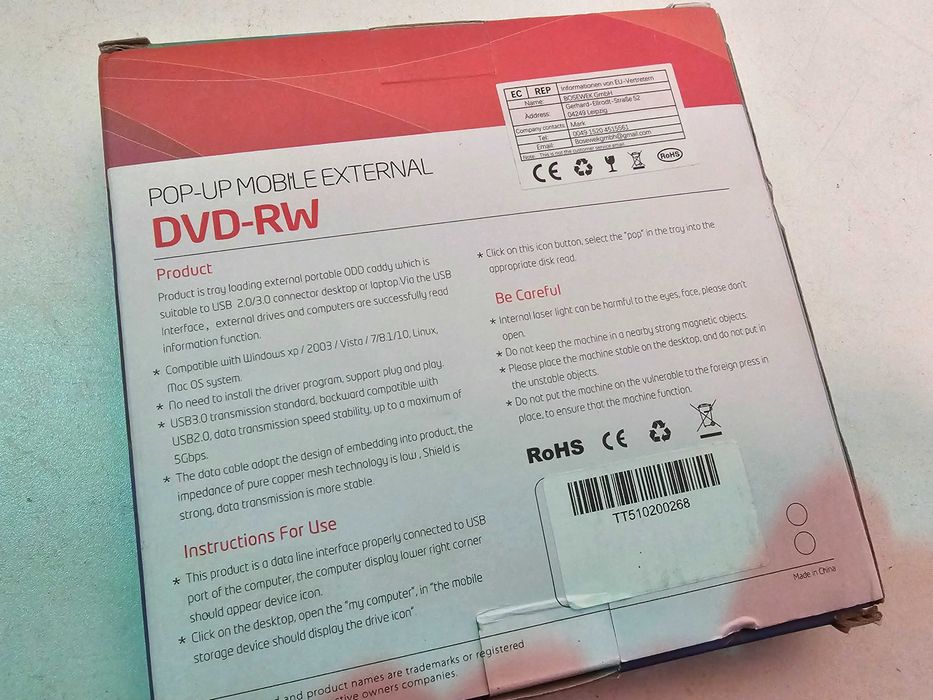 EC REP Informationen von EU-Vertretern
Name: BOSEWEK GmbH
Address: Gerhard-Ellrodt-Straße 52
04249 Leipzig
Company contacts: Mark
Tel: 0049 1520 4515561
Email: Bosewekgmbh@gmail.com
Note: This is not the customer service email.
CE RoHS
POP-UP MOBILE EXTERNAL
DVD-RW
Product
Product is tray loading external portable ODD caddy which is
suitable to USB 2.0/3.0 connector desktop or laptop.Via the USB
Interface, external drives and computers are successfully read
information function.
* Compatible with Windows xp / 2003 / Vista / 7/8.1/10, Linux,
Mac OS system.
* No need to install the driver program, support plug and play.
* USB3.0 transmission standard, backward compatible with
USB2.0, data transmission speed stability, up to a maximum of
5Gbps.
* The data cable adopt the design of embedding into product, the
impedance of pure copper mesh technology is low , Shield is
strong, data transmission is more stable.
Instructions For Use
* This product is a data line interface properly connected to USB
port of the computer, the computer display lower right corner
should appear device icon.
* Click on the desktop, open the "my computer", in "the mobile
storage device should display the drive icon".
* Click on this icon button, select the "pop" in the tray into the
appropriate disk read.
Be Careful
* Internal laser light can be harmful to the eyes, face, please don't
open.
* Do not keep the machine in a nearby strong magnetic objects.
* Please place the machine stable on the desktop, and do not put in
the unstable objects.
* Do not put the machine on the vulnerable to the foreign press in
place, to ensure that the machine function.
RoHS CE
TT510200268
Made in China
and product names are trademarks or registered
owners companies.